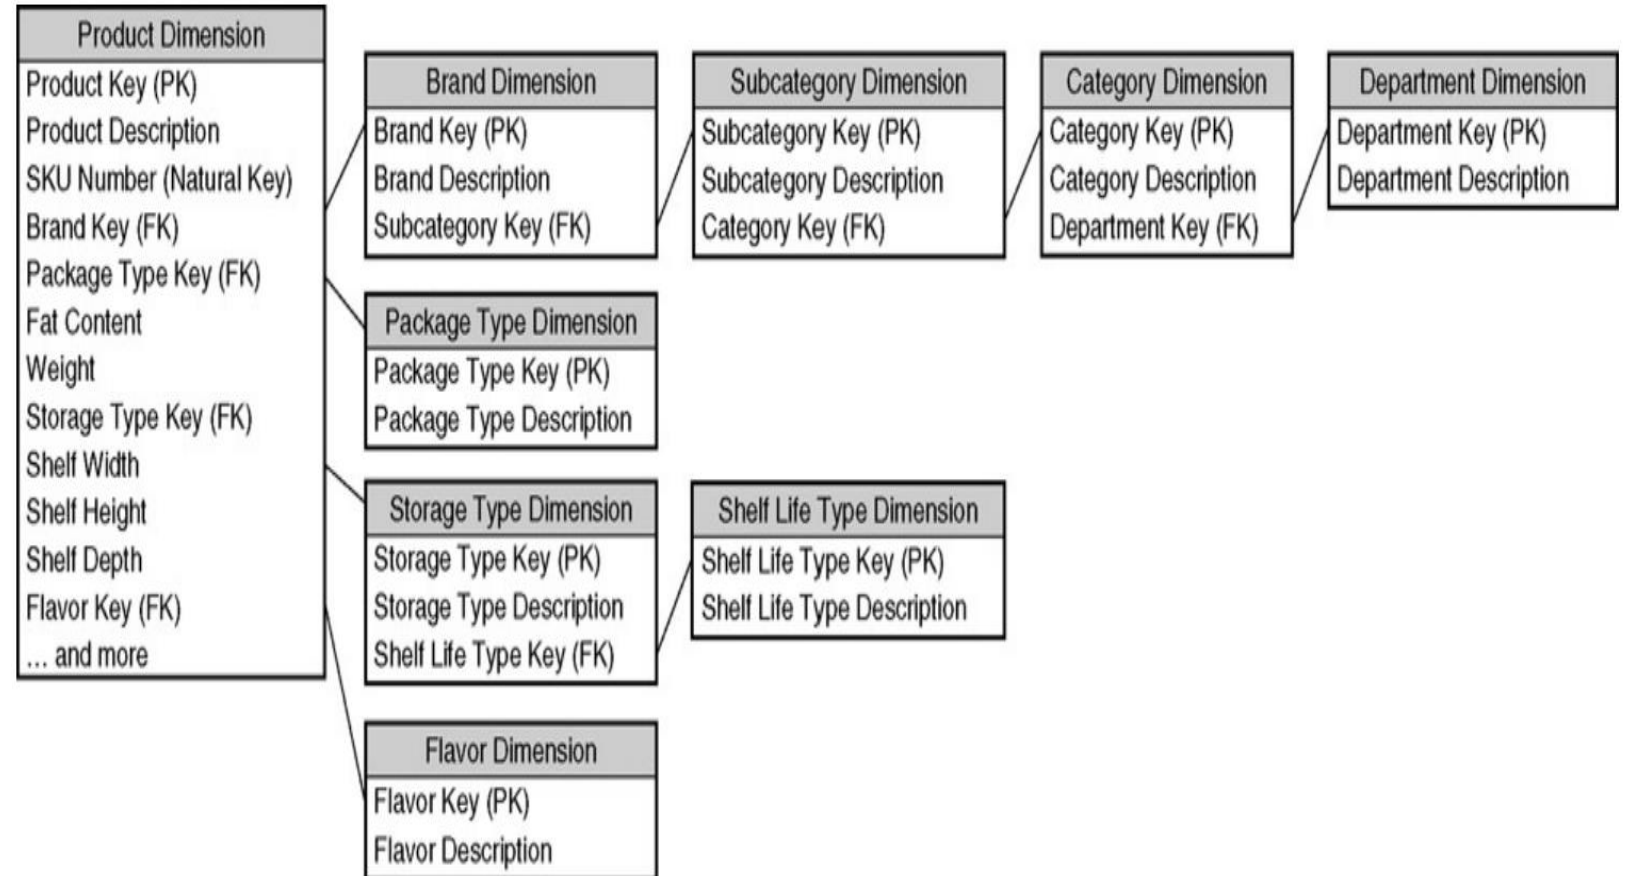 Product Dimension
Product Key (PK)
Product Description
SKU Number (Natural Key)
Brand Key (FK)
Package Type Key (FK)
Fat Content
Weight
Storage Type Key (FK)
Shelf Width
Shelf Height
Shelf Depth
Flavor Key (FK)
... and more
Brand Dimension
Brand Key (PK)
Brand Description
Subcategory Key (FK)
Subcategory Dimension
Subcategory Key (PK)
Subcategory Description
Category Key (FK)
Category Dimension
Category Key (PK)
Category Description
Department Key (FK)
Department Dimension
Department Key (PK)
Department Description
Package Type Dimension
Package Type Key (PK)
Package Type Description
Storage Type Dimension
Storage Type Key (PK)
Storage Type Description
Shelf Life Type Key (FK)
Shelf Life Type Dimension
Shelf Life Type Key (PK)
Shelf Life Type Description
Flavor Dimension
Flavor Key (PK)
Flavor Description